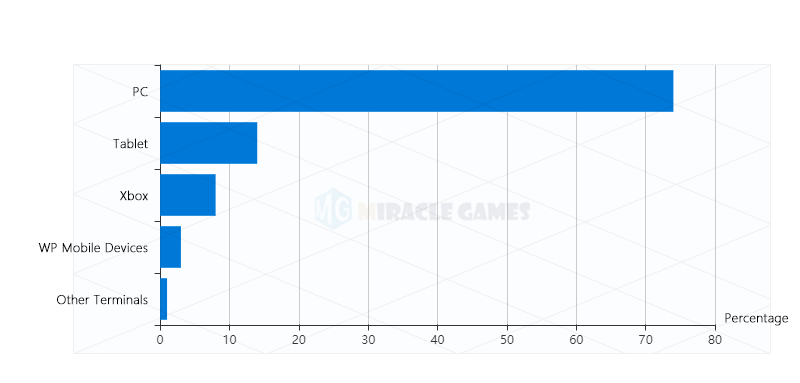 PC
Tablet
Xbox
WP Mobile Devices
Other Terminals
MG MIRACLE GAMES
0 10 20 30 40 50 60 70 80
Percentage